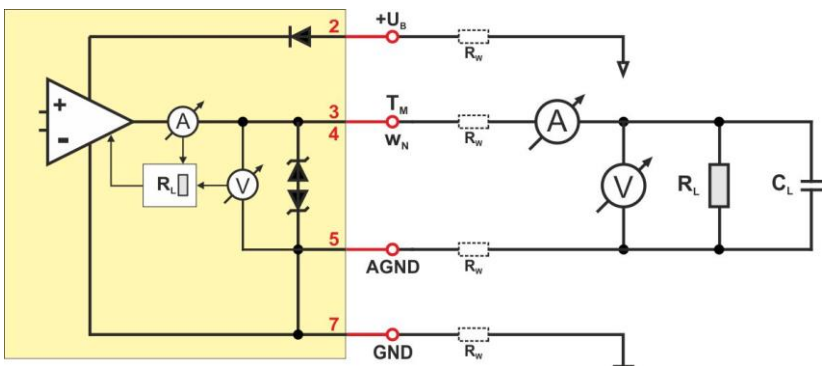 2 +U_B
R_W
+
-
A
3 T_M
4 W_N
R_W
A
R_L
V
V
R_L
C_L
5
AGND
R_W
7
GND
R_W